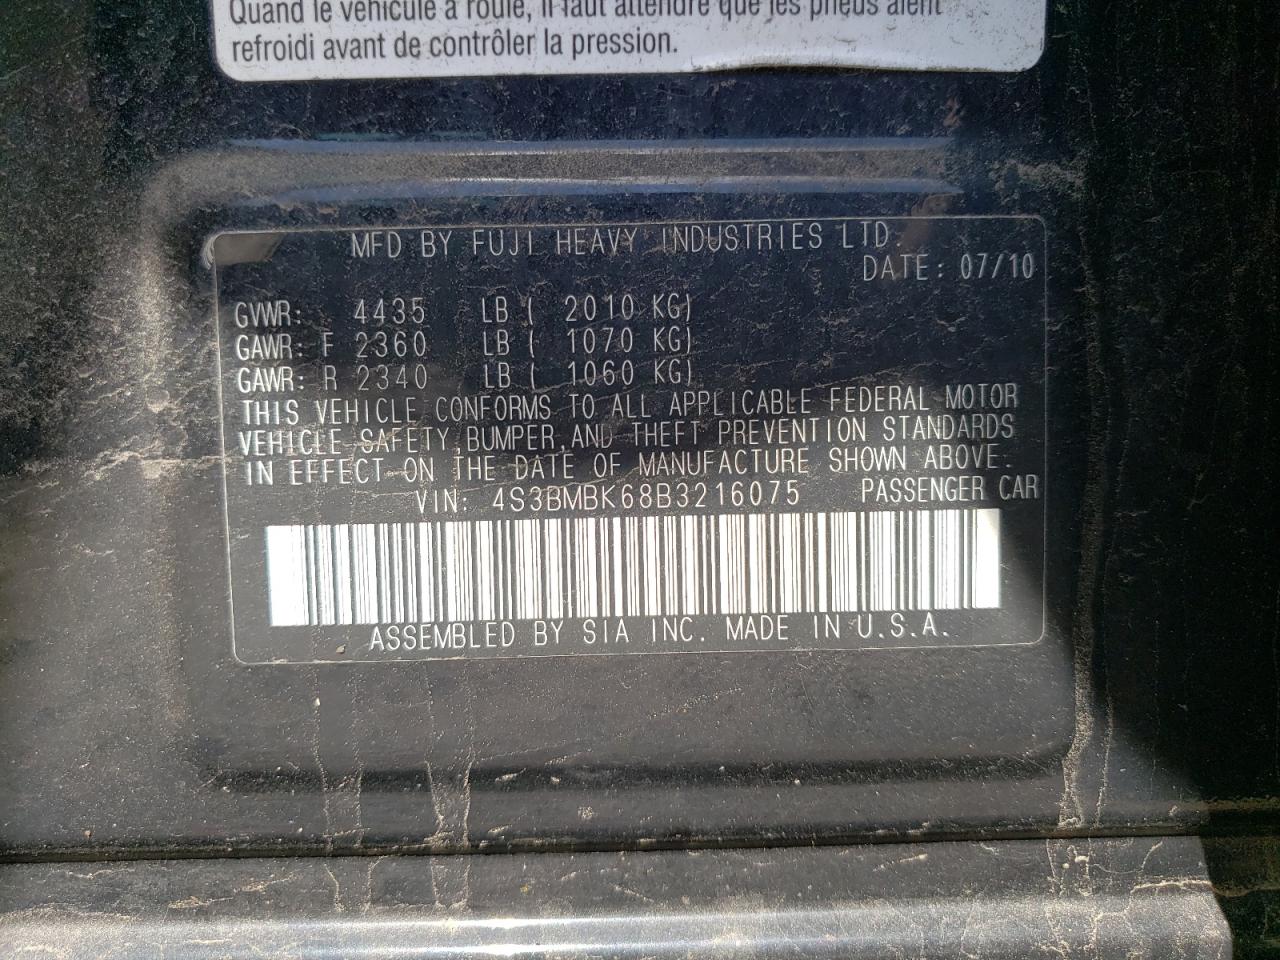 Quand le véhicule a roulé, il faut attendre que les pneus aient
refroidi avant de contrôler la pression.
MFD BY FUJI HEAVY INDUSTRIES LTD.
DATE: 07/10
GVWR: 4435 LB ( 2010 KG)
GAWR: F 2360 LB ( 1070 KG)
GAWR: R 2340 LB ( 1060 KG)
THIS VEHICLE CONFORMS TO ALL APPLICABLE FEDERAL MOTOR
VEHICLE SAFETY,BUMPER,AND THEFT PREVENTION STANDARDS
IN EFFECT ON THE DATE OF MANUFACTURE SHOWN ABOVE.
VIN: 4S3BMBK68B3216075 PASSENGER CAR
ASSEMBLED BY SIA INC. MADE IN U.S.A.